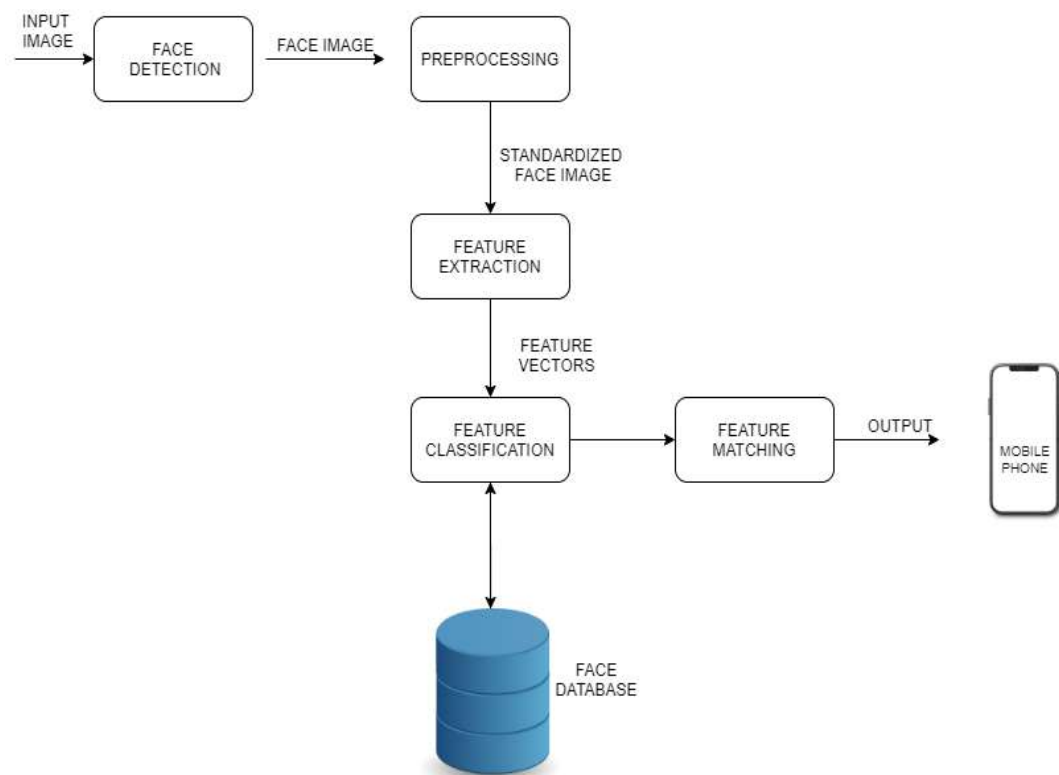 INPUT
IMAGE
FACE
DETECTION
FACE IMAGE
PREPROCESSING
STANDARDIZED
FACE IMAGE
FEATURE
EXTRACTION
FEATURE
VECTORS
FEATURE
CLASSIFICATION
FEATURE
MATCHING
OUTPUT
MOBILE
PHONE
FACE
DATABASE